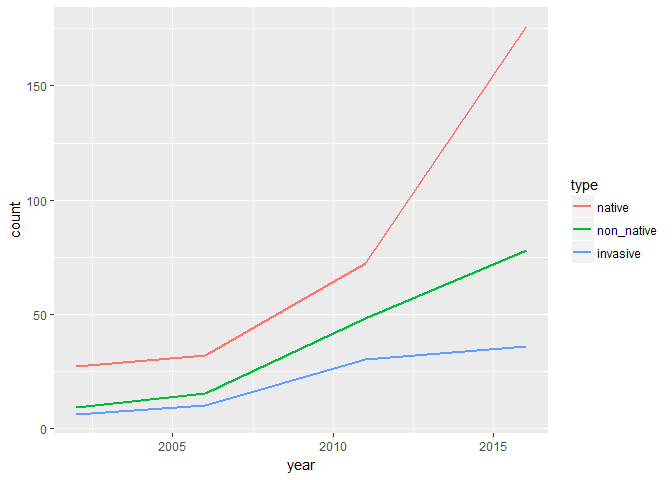 150
100
50
0
count
2005 2010 2015
year
type
native
non_native
invasive